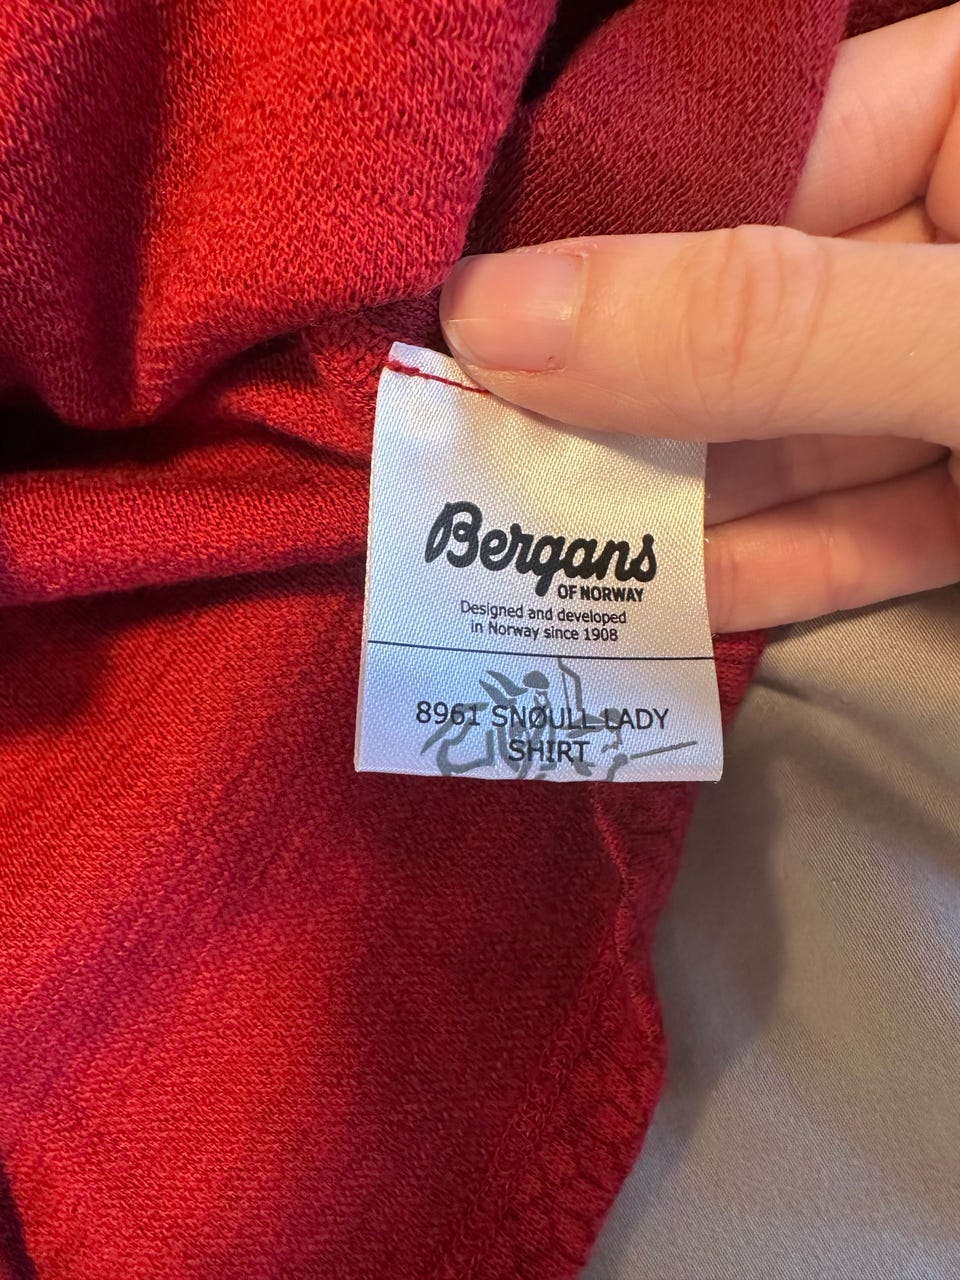 Bergans
OF NORWAY
Designed and developed
in Norway since 1908
8961 SNØULL LADY
SHIRT